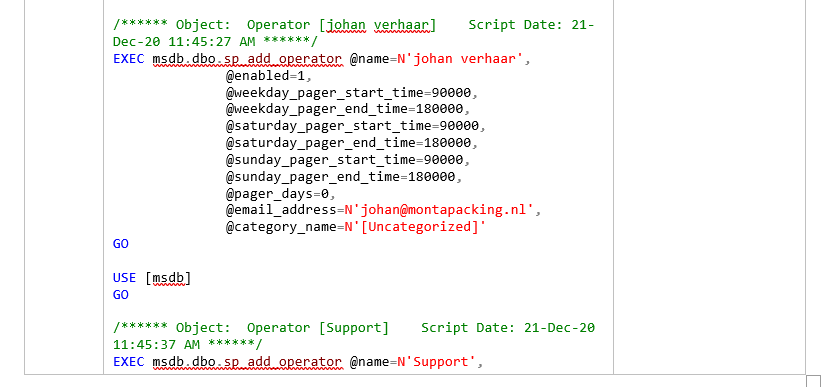 /****** Object:  Operator [johan verhaar]    Script Date: 21-
Dec-20 11:45:27 AM ******/
EXEC msdb.dbo.sp_add_operator @name=N'johan verhaar',
@enabled=1,
@weekday_pager_start_time=90000,
@weekday_pager_end_time=180000,
@saturday_pager_start_time=90000,
@saturday_pager_end_time=180000,
@sunday_pager_start_time=90000,
@sunday_pager_end_time=180000,
@pager_days=0,
@email_address=N'johan@montapacking.nl',
@category_name=N'[Uncategorized]'
GO
USE [msdb]
GO
/****** Object:  Operator [Support]    Script Date: 21-Dec-20
11:45:37 AM ******/
EXEC msdb.dbo.sp_add_operator @name=N'Support',